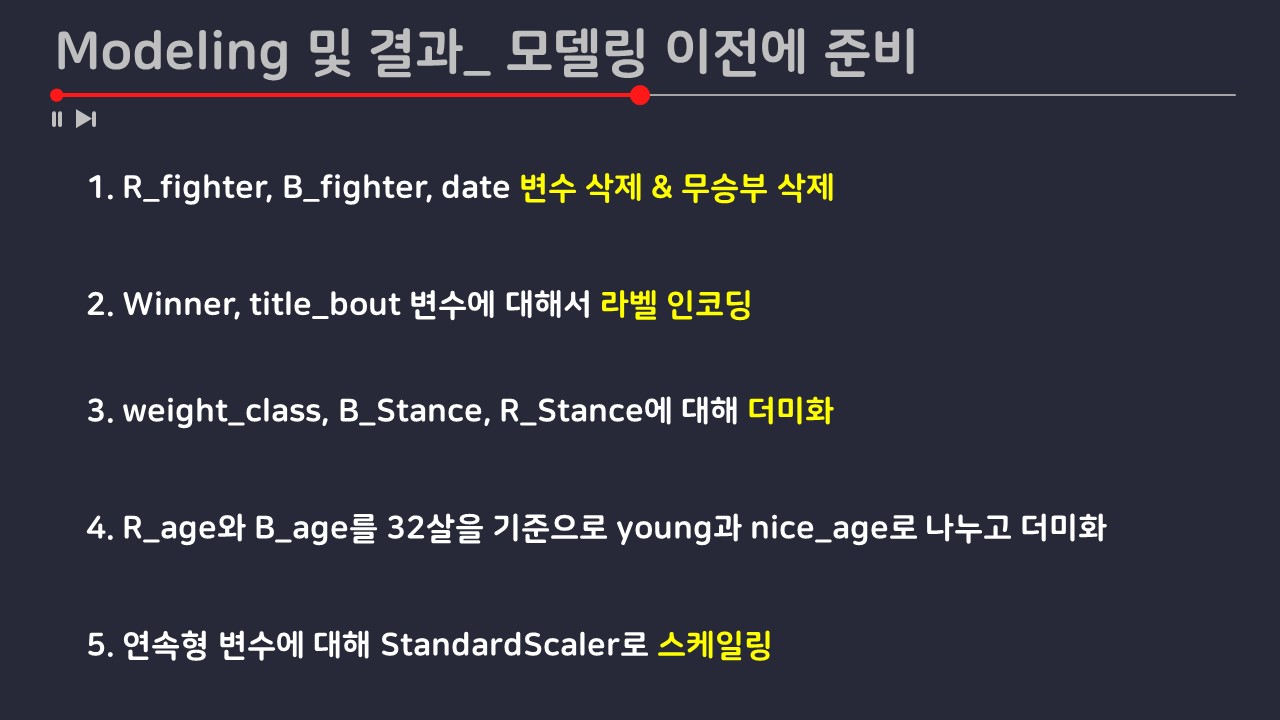 Modeling 및 결과_ 모델링 이전에 준비
1. R_fighter, B_fighter, date 변수 삭제 & 무승부 삭제
2. Winner, title_bout 변수에 대해서 라벨 인코딩
3. weight_class, B_Stance, R_Stance에 대해 더미화
4. R_age와 B_age를 32살을 기준으로 young과 nice_age로 나누고 더미화
5. 연속형 변수에 대해 StandardScaler로 스케일링